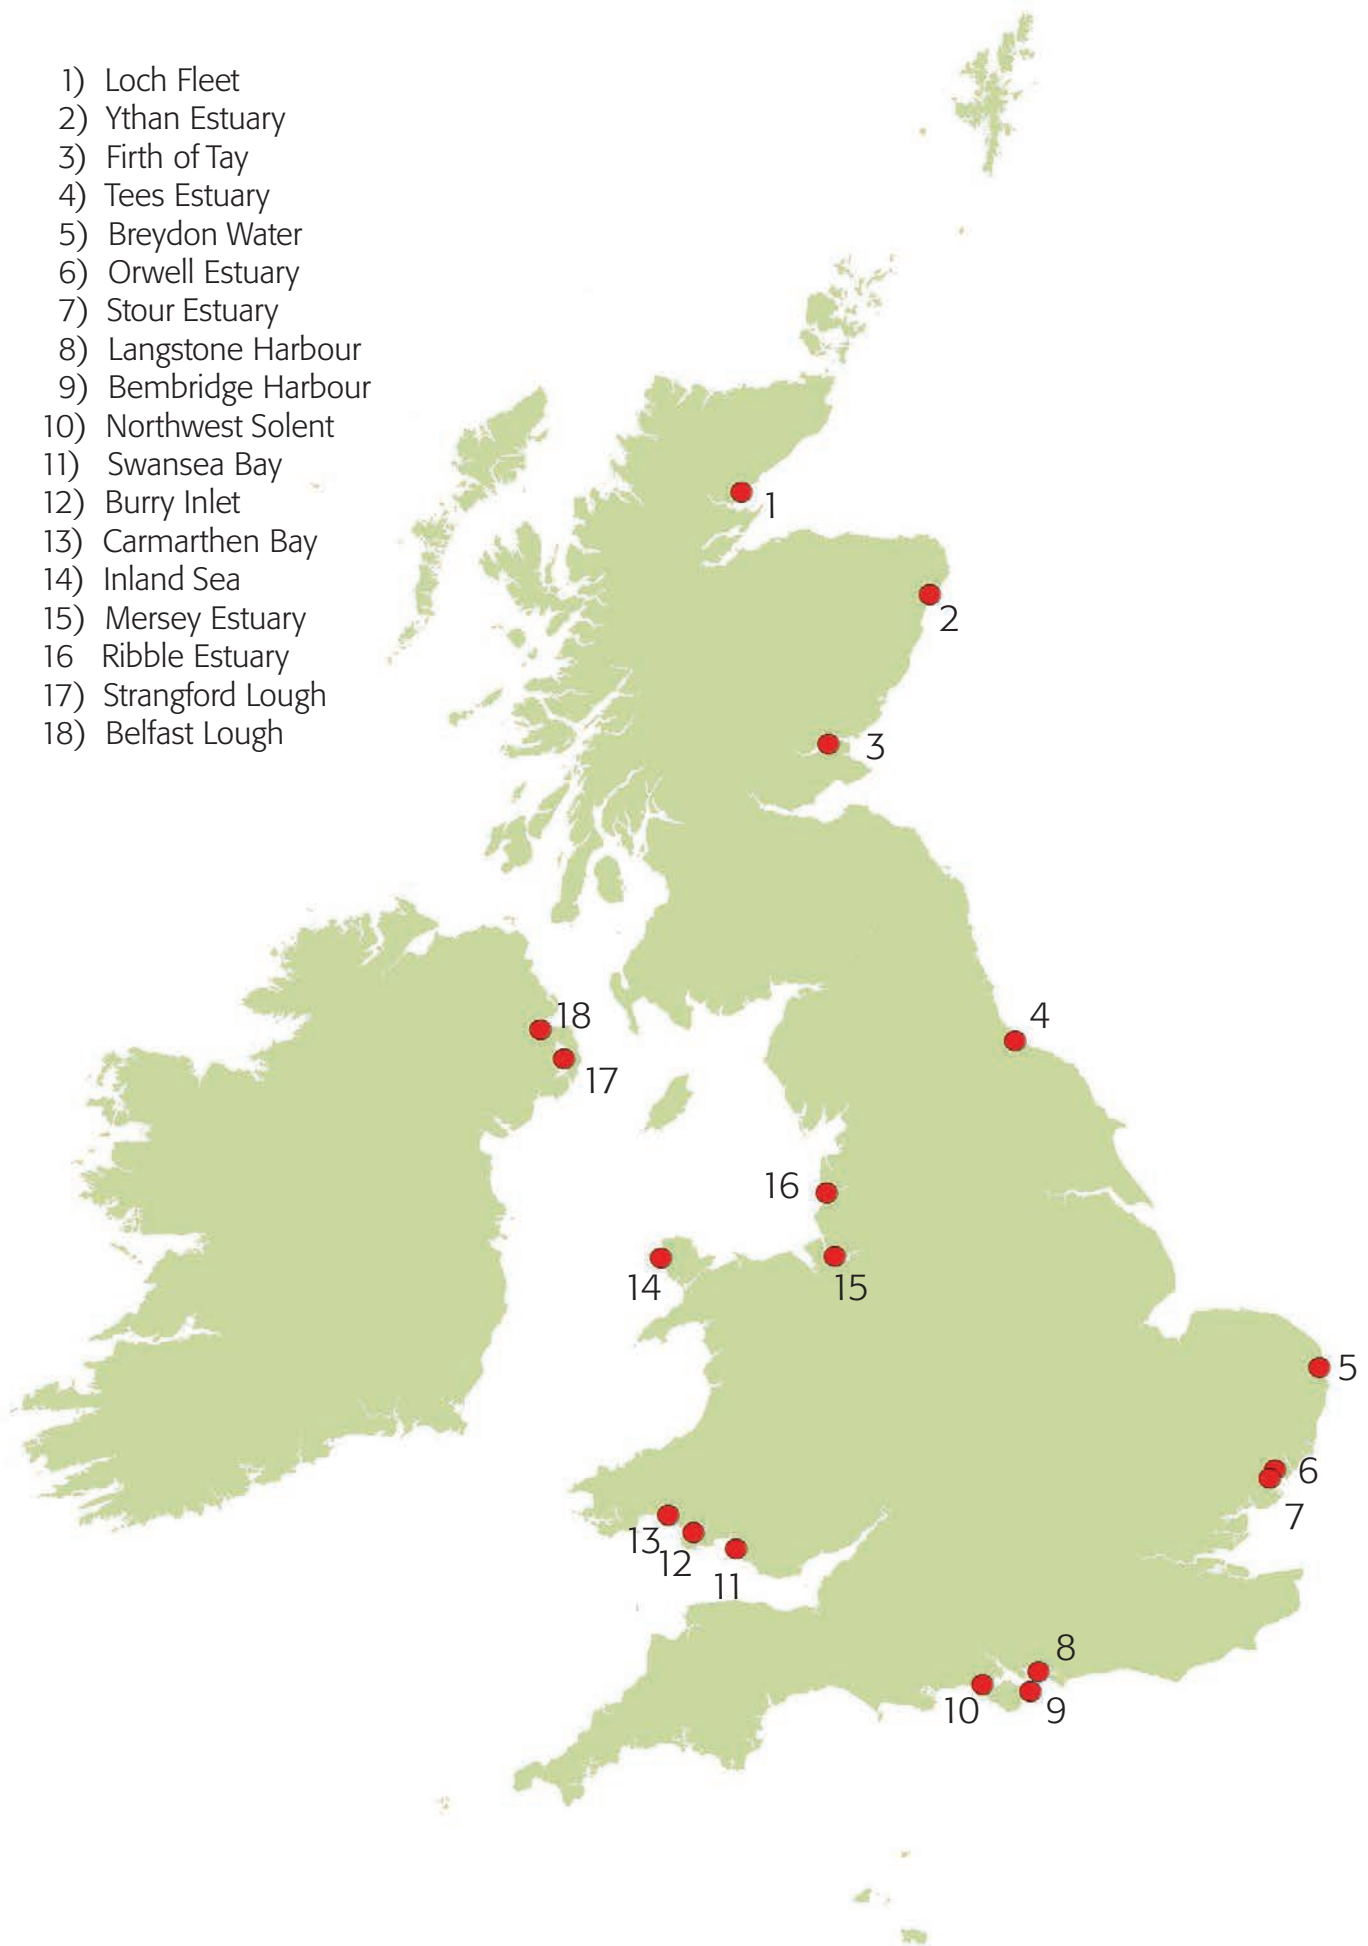 1) Loch Fleet
2) Ythan Estuary
3) Firth of Tay
4) Tees Estuary
5) Breydon Water
6) Orwell Estuary
7) Stour Estuary
8) Langstone Harbour
9) Bembridge Harbour
10) Northwest Solent
11) Swansea Bay
12) Burry Inlet
13) Carmarthen Bay
14) Inland Sea
15) Mersey Estuary
16 Ribble Estuary
17) Strangford Lough
18) Belfast Lough
1
2
3
18
4
17
16
14
15
5
6
7
13
12
11
8
10
9